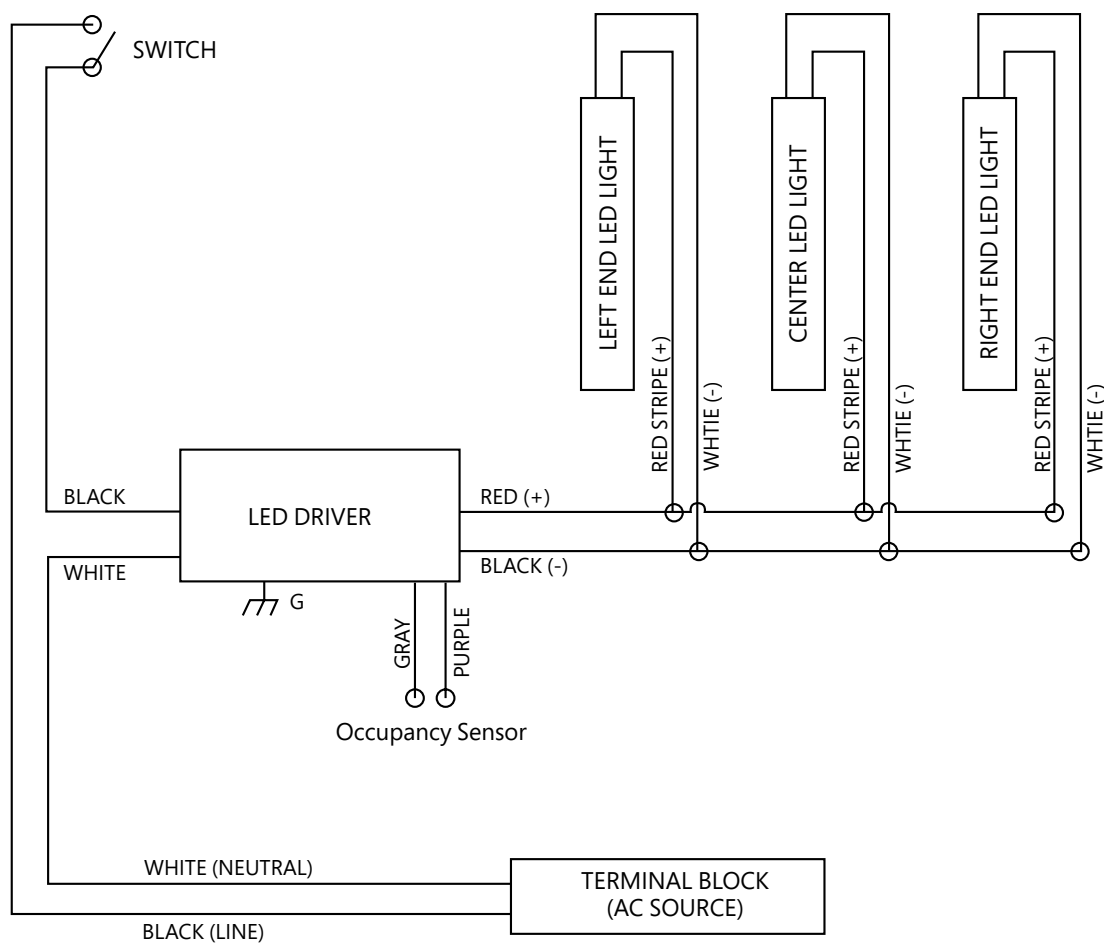 SWITCH
LEFT END LED LIGHT
CENTER LED LIGHT
RIGHT END LED LIGHT
RED STRIPE (+)
WHTIE (-)
RED STRIPE (+)
WHTIE (-)
RED STRIPE (+)
WHTIE (-)
BLACK
LED DRIVER
RED (+)
WHITE
BLACK (-)
G
GRAY
PURPLE
Occupancy Sensor
WHITE (NEUTRAL)
TERMINAL BLOCK
(AC SOURCE)
BLACK (LINE)